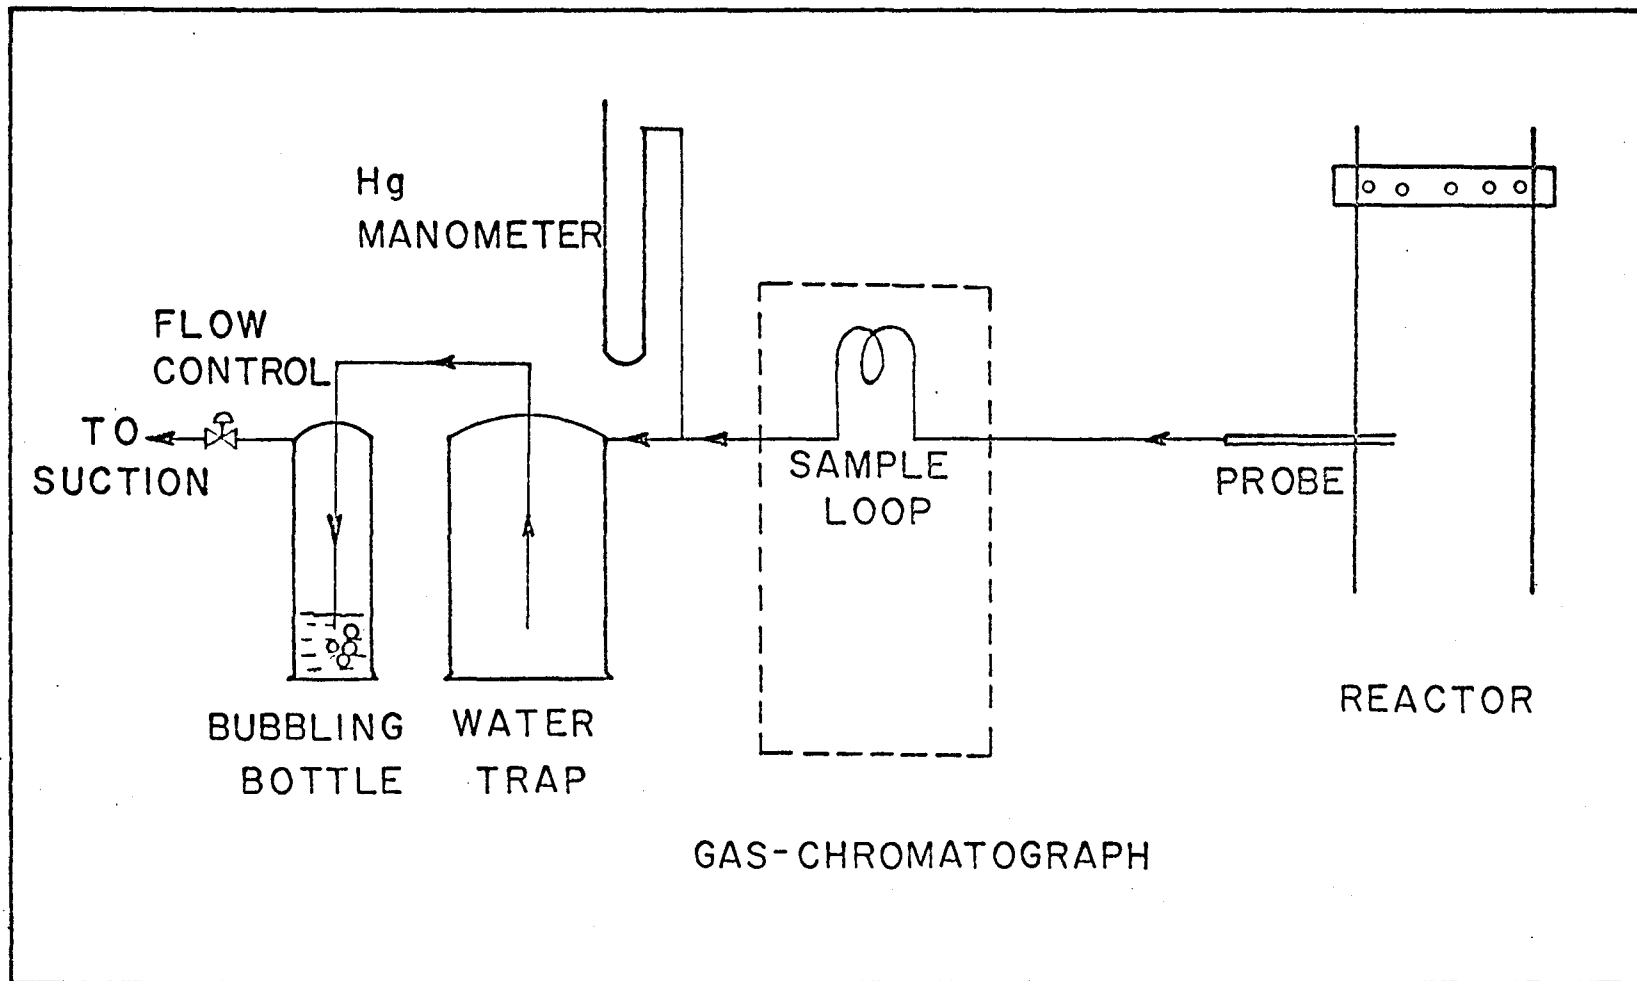 Hg
MANOMETER
FLOW
CONTROL
TO
SUCTION
SAMPLE
LOOP
PROBE
REACTOR
BUBBLING
BOTTLE
WATER
TRAP
GAS-CHROMATOGRAPH